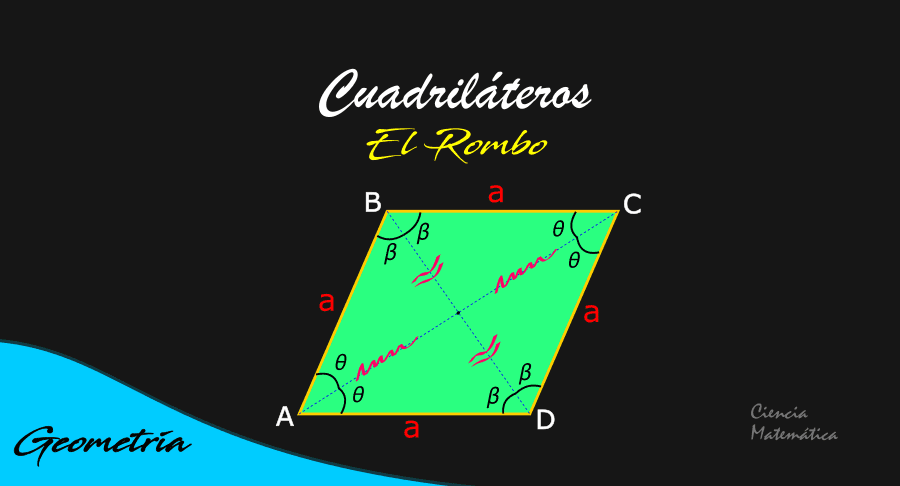 Cuadriláteros
El Rombo
a
B C
β θ
β θ
a a
θ β
θ β
A D
a
Ciencia
Matemática
Geometría